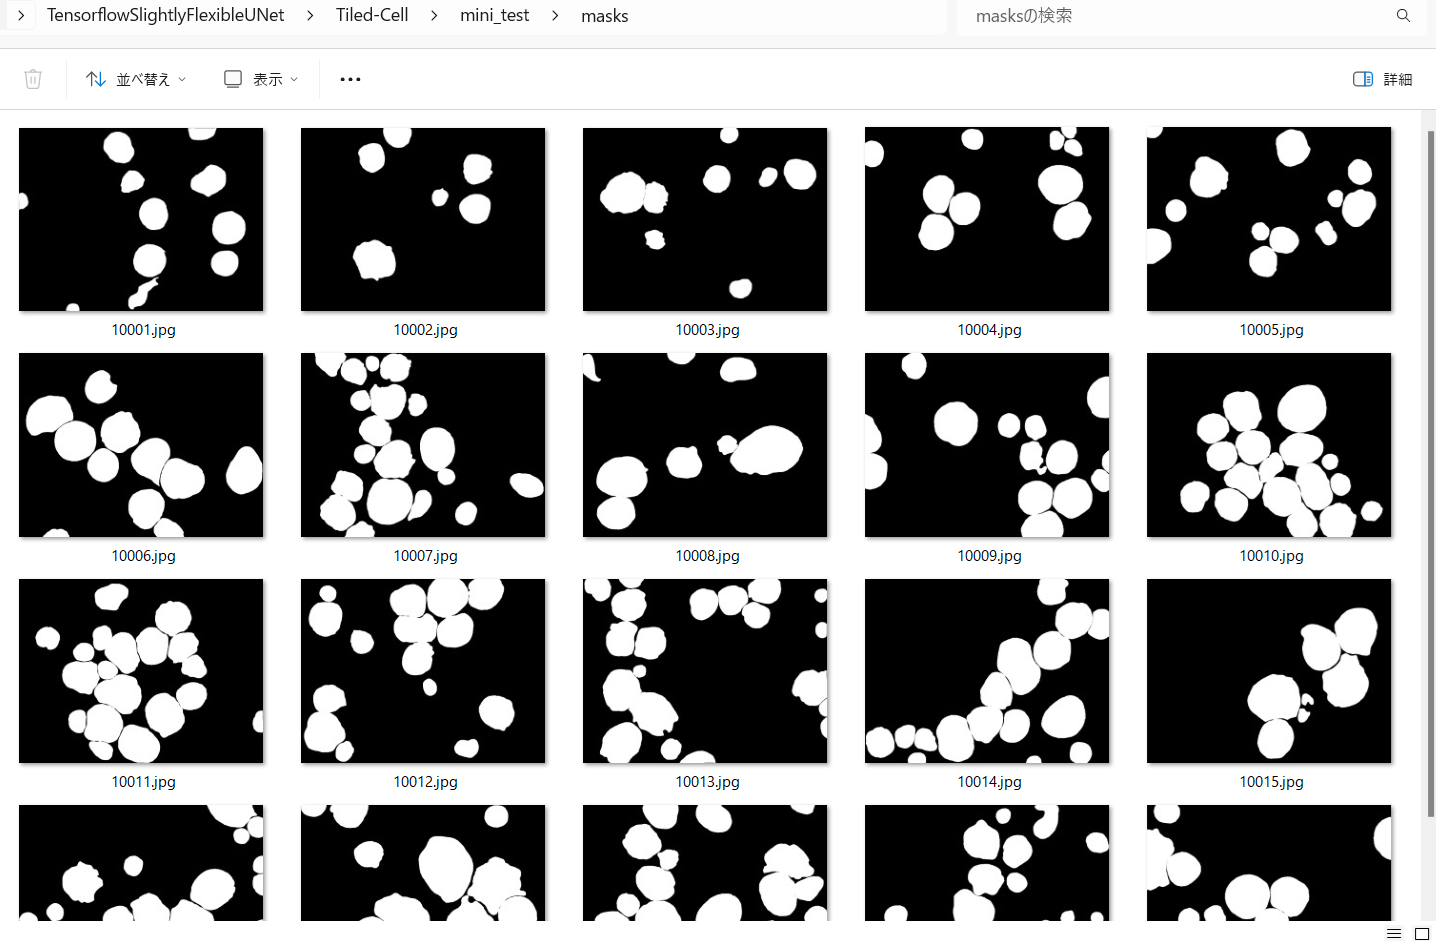 TensorflowSlightlyFlexibleUNet > Tiled-Cell > mini_test > masks
masksの検索
並べ替え 表示 ••• 詳細
10001.jpg 10002.jpg 10003.jpg 10004.jpg 10005.jpg
10006.jpg 10007.jpg 10008.jpg 10009.jpg 10010.jpg
10011.jpg 10012.jpg 10013.jpg 10014.jpg 10015.jpg